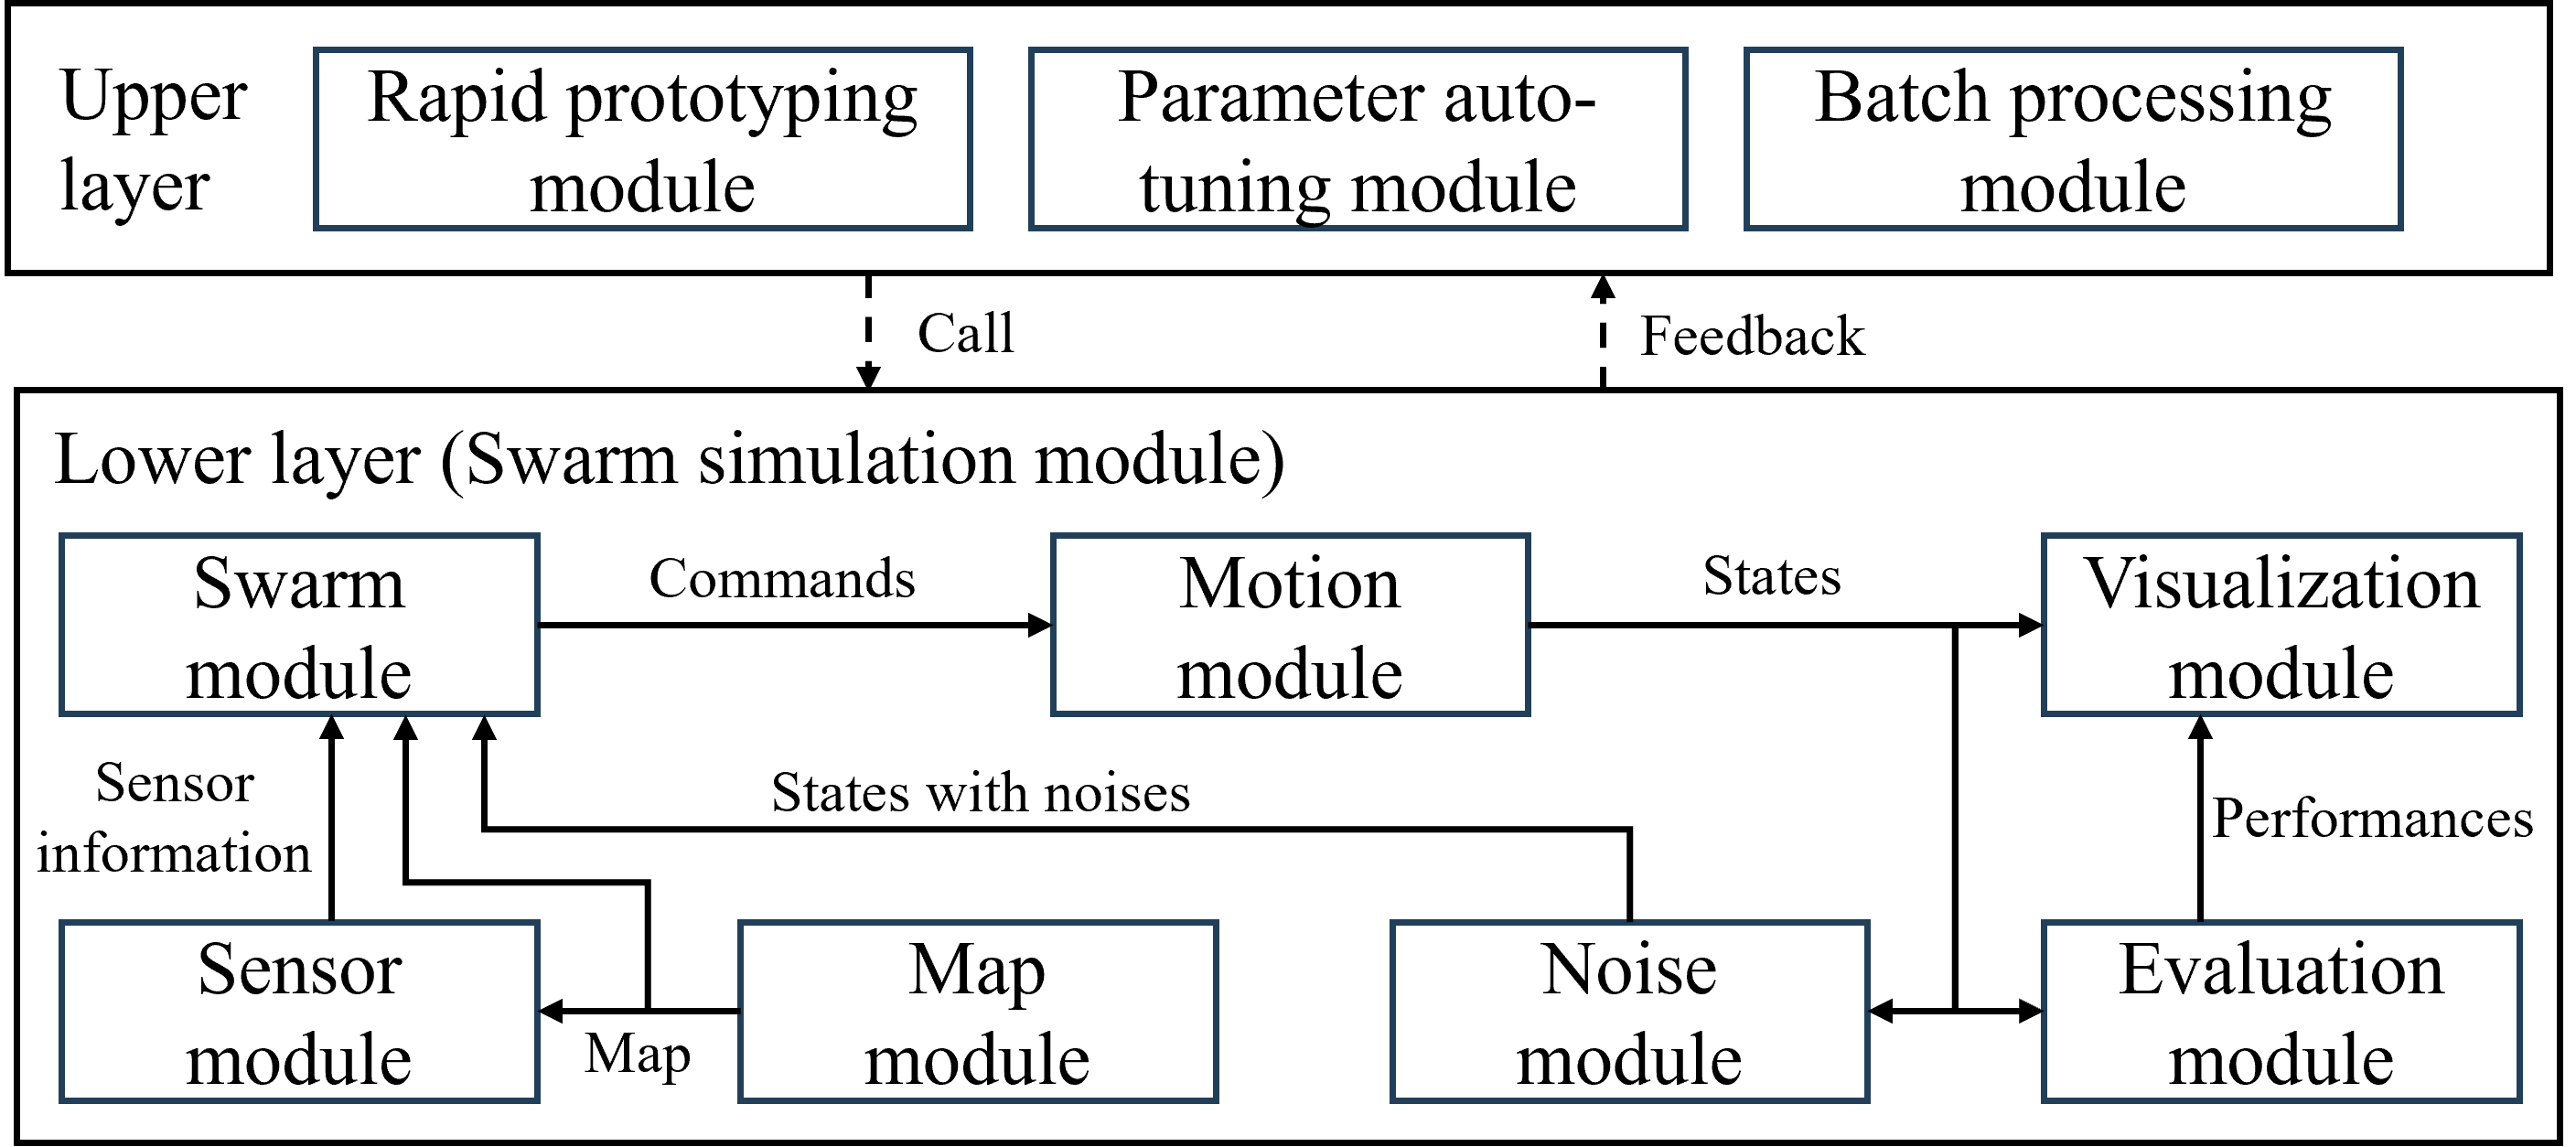 Upper
layer
Rapid prototyping
module
Parameter auto-
tuning module
Batch processing
module
Call
Feedback
Lower layer (Swarm simulation module)
Swarm
module
Commands
Motion
module
States
Visualization
module
Sensor
information
States with noises
Performances
Sensor
module
Map
Map
module
Noise
module
Evaluation
module